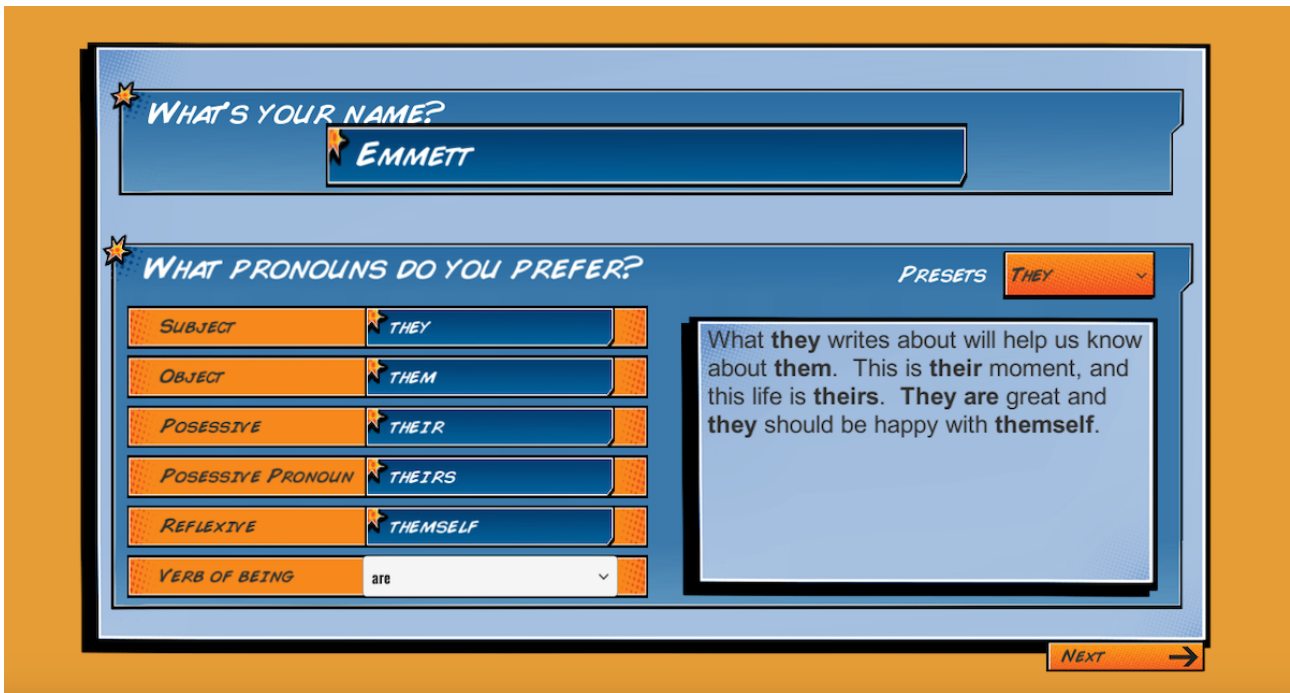 WHAT'S YOUR NAME?
EMMETT
WHAT PRONOUNS DO YOU PREFER?
PRESETS THEY
SUBJECT THEY
OBJECT THEM
POSESSIVE THEIR
POSESSIVE PRONOUN THEIRS
REFLEXIVE THEMSELF
VERB OF BEING are
What they writes about will help us know
about them. This is their moment, and
this life is theirs. They are great and
they should be happy with themself.
NEXT